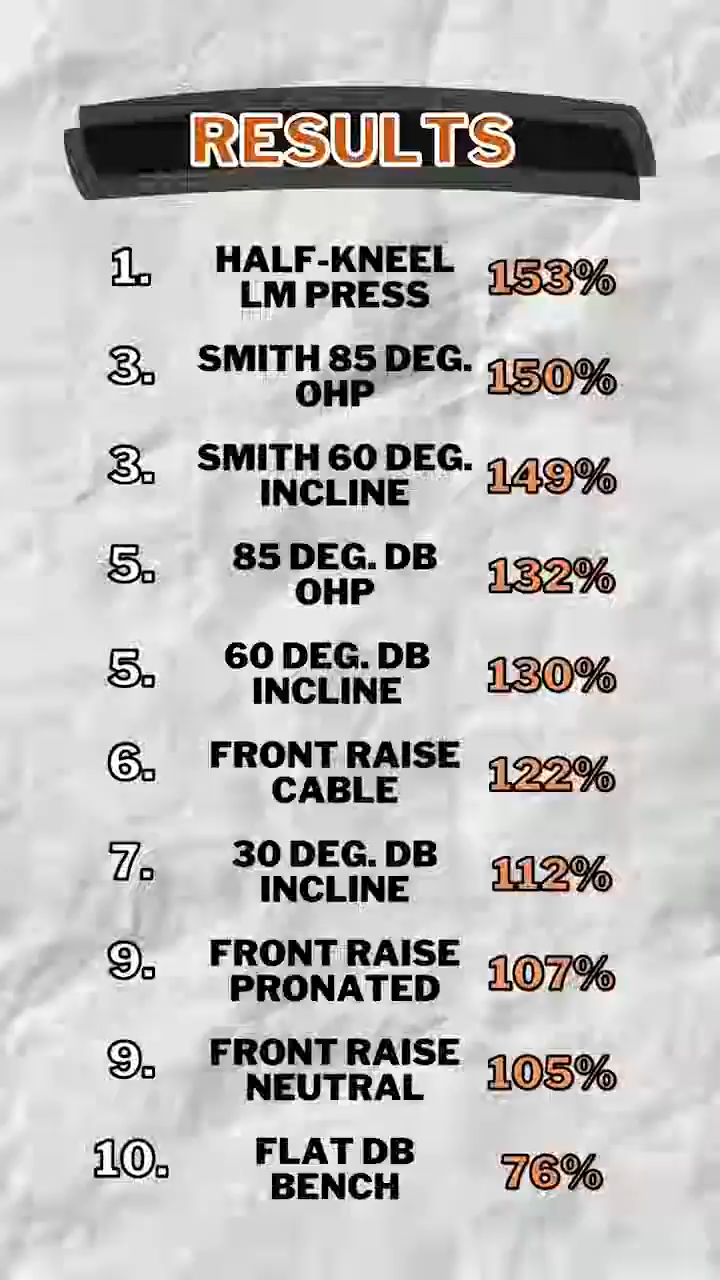 RESULTS
1. HALF-KNEEL LM PRESS 153%
3. SMITH 85 DEG. OHP 150%
3. SMITH 60 DEG. INCLINE 149%
5. 85 DEG. DB OHP 132%
5. 60 DEG. DB INCLINE 130%
6. FRONT RAISE CABLE 122%
7. 30 DEG. DB INCLINE 112%
9. FRONT RAISE PRONATED 107%
9. FRONT RAISE NEUTRAL 105%
10. FLAT DB BENCH 76%